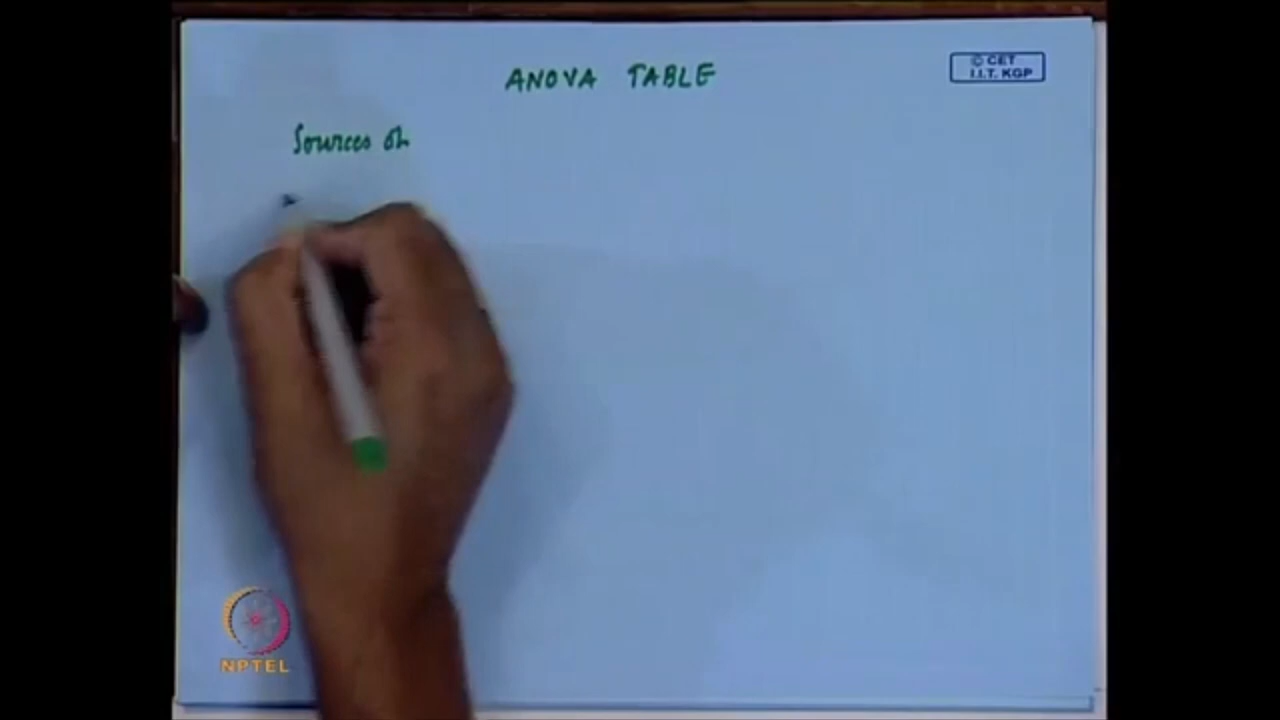 ANOVA TABLE
© CET
I.I.T. KGP
Sources of
NPTEL